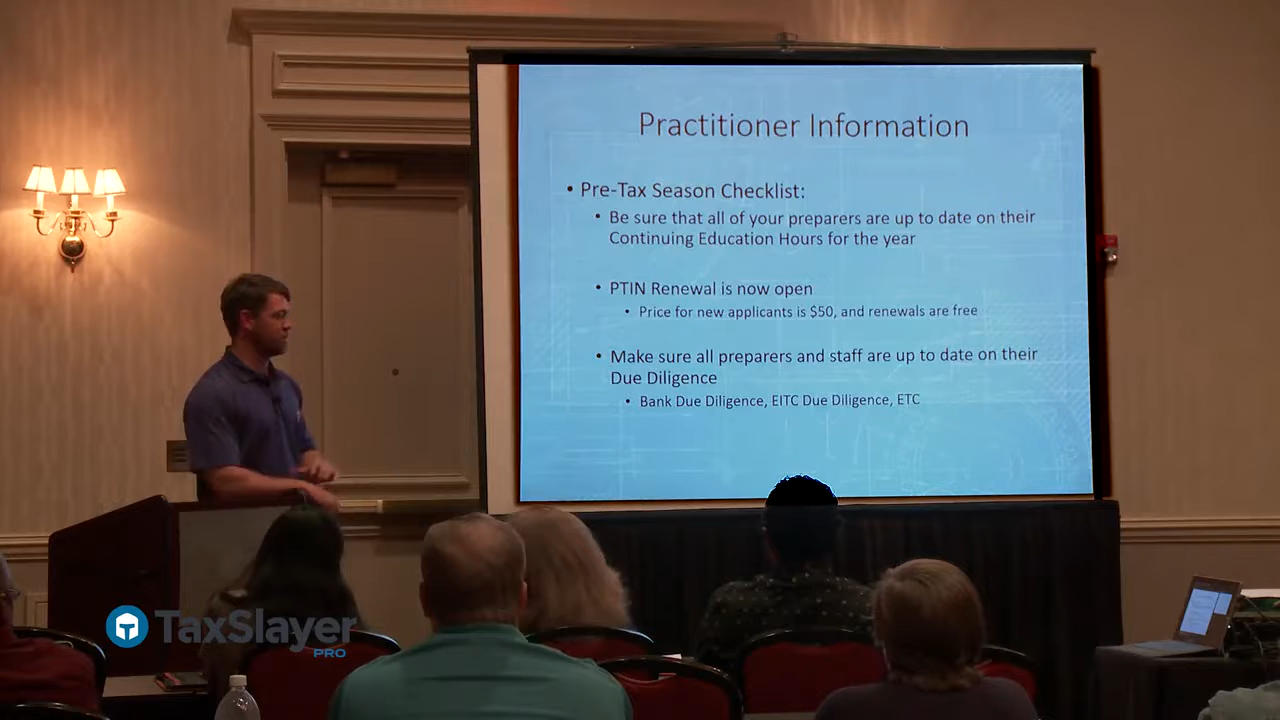 Practitioner Information
• Pre-Tax Season Checklist:
• Be sure that all of your preparers are up to date on their
Continuing Education Hours for the year
• PTIN Renewal is now open
• Price for new applicants is $50, and renewals are free
• Make sure all preparers and staff are up to date on their
Due Diligence
• Bank Due Diligence, EITC Due Diligence, ETC
TaxSlayer
PRO